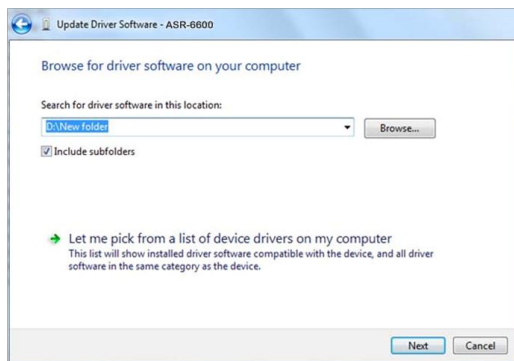 Update Driver Software - ASR-6600
Browse for driver software on your computer
Search for driver software in this location:
D:\New folder
Browse...
Include subfolders
Let me pick from a list of device drivers on my computer
This list will show installed driver software compatible with the device, and all driver
software in the same category as the device.
Next
Cancel